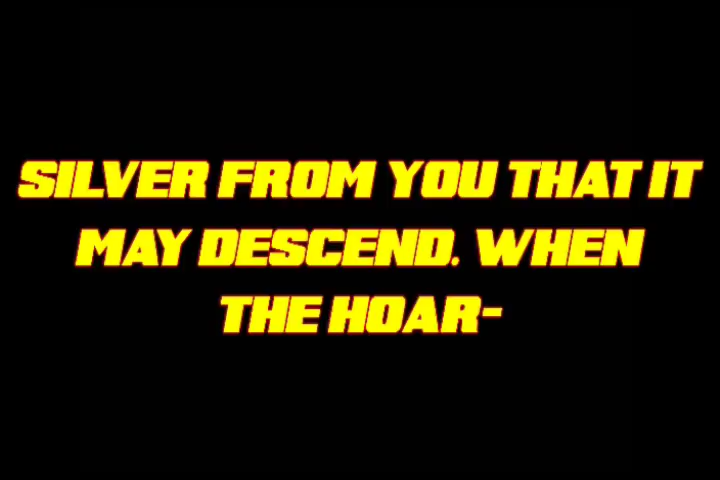 SILVER FROM YOU THAT IT
MAY DESCEND. WHEN
THE HOAR-